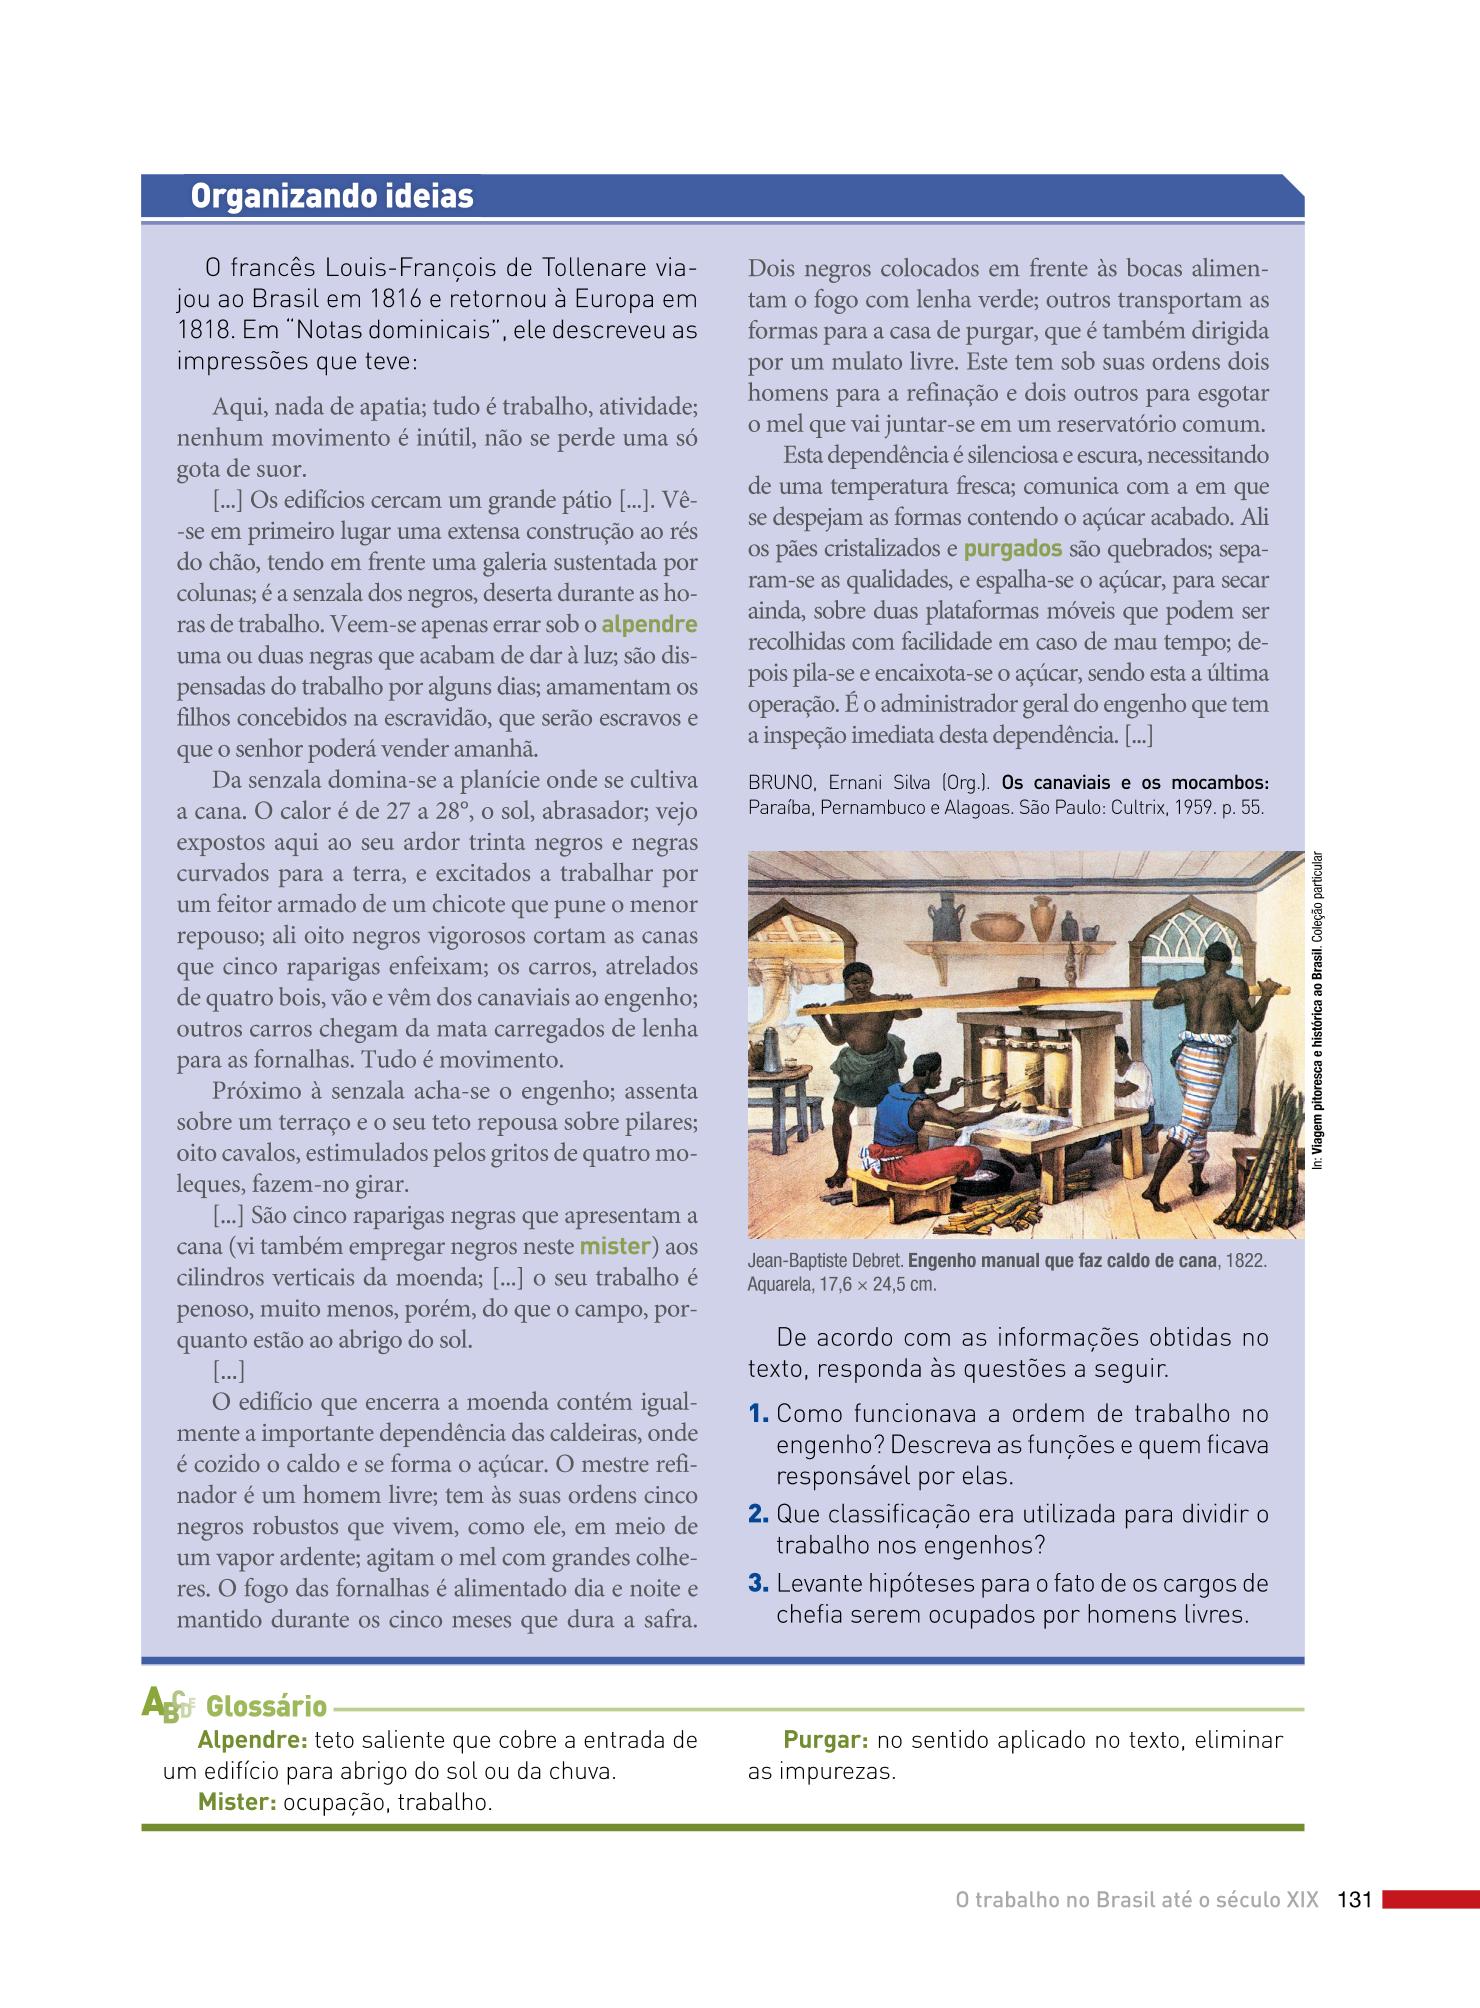 Organizando ideias
O francês Louis-François de Tollenare via-
jou ao Brasil em 1816 e retornou à Europa em
1818. Em “Notas dominicais”, ele descreveu as
impressões que teve:
Aqui, nada de apatia; tudo é trabalho, atividade;
nenhum movimento é inútil, não se perde uma só
gota de suor.
[...] Os edifícios cercam um grande pátio [...]. Vê-
-se em primeiro lugar uma extensa construção ao rés
do chão, tendo em frente uma galeria sustentada por
colunas; é a senzala dos negros, deserta durante as ho-
ras de trabalho. Veem-se apenas errar sob o alpendre
uma ou duas negras que acabam de dar à luz; são dis-
pensadas do trabalho por alguns dias; amamentam os
filhos concebidos na escravidão, que serão escravos e
que o senhor poderá vender amanhã.
Da senzala domina-se a planície onde se cultiva
a cana. O calor é de 27 a 28º, o sol, abrasador; vejo
expostos aqui ao seu ardor trinta negros e negras
curvados para a terra, e excitados a trabalhar por
um feitor armado de um chicote que pune o menor
repouso; ali oito negros vigorosos cortam as canas
que cinco raparigas enfeixam; os carros, atrelados
de quatro bois, vão e vêm dos canaviais ao engenho;
outros carros chegam da mata carregados de lenha
para as fornalhas. Tudo é movimento.
Próximo à senzala acha-se o engenho; assenta
sobre um terraço e o seu teto repousa sobre pilares;
oito cavalos, estimulados pelos gritos de quatro mo-
leques, fazem-no girar.
[...] São cinco raparigas negras que apresentam a
cana (vi também empregar negros neste mister) aos
cilindros verticais da moenda; [...] o seu trabalho é
penoso, muito menos, porém, do que o campo, por-
quanto estão ao abrigo do sol.
[...]
O edifício que encerra a moenda contém igual-
mente a importante dependência das caldeiras, onde
é cozido o caldo e se forma o açúcar. O mestre refi-
nador é um homem livre; tem às suas ordens cinco
negros robustos que vivem, como ele, em meio de
um vapor ardente; agitam o mel com grandes colhe-
res. O fogo das fornalhas é alimentado dia e noite e
mantido durante os cinco meses que dura a safra.
Dois negros colocados em frente às bocas alimen-
tam o fogo com lenha verde; outros transportam as
formas para a casa de purgar, que é também dirigida
por um mulato livre. Este tem sob suas ordens dois
homens para a refinação e dois outros para esgotar
o mel que vai juntar-se em um reservatório comum.
Esta dependência é silenciosa e escura, necessitando
de uma temperatura fresca; comunica com a em que
se despejam as formas contendo o açúcar acabado. Ali
os pães cristalizados e purgados são quebrados; sepa-
ram-se as qualidades, e espalha-se o açúcar, para secar
ainda, sobre duas plataformas móveis que podem ser
recolhidas com facilidade em caso de mau tempo; de-
pois pila-se e encaixota-se o açúcar, sendo esta a última
operação. É o administrador geral do engenho que tem
a inspeção imediata desta dependência. [...]
BRUNO, Ernani Silva (Org.). Os canaviais e os mocambos:
Paraíba, Pernambuco e Alagoas. São Paulo: Cultrix, 1959. p. 55.
In: Viagem pitoresca e histórica ao Brasil. Coleção particular
Jean-Baptiste Debret. Engenho manual que faz caldo de cana, 1822.
Aquarela, 17,6 × 24,5 cm.
De acordo com as informações obtidas no
texto, responda às questões a seguir.
1. Como funcionava a ordem de trabalho no
engenho? Descreva as funções e quem ficava
responsável por elas.
2. Que classificação era utilizada para dividir o
trabalho nos engenhos?
3. Levante hipóteses para o fato de os cargos de
chefia serem ocupados por homens livres.
ABCDE Glossário
Alpendre: teto saliente que cobre a entrada de
um edifício para abrigo do sol ou da chuva.
Mister: ocupação, trabalho.
Purgar: no sentido aplicado no texto, eliminar
as impurezas.
O trabalho no Brasil até o século XIX 131